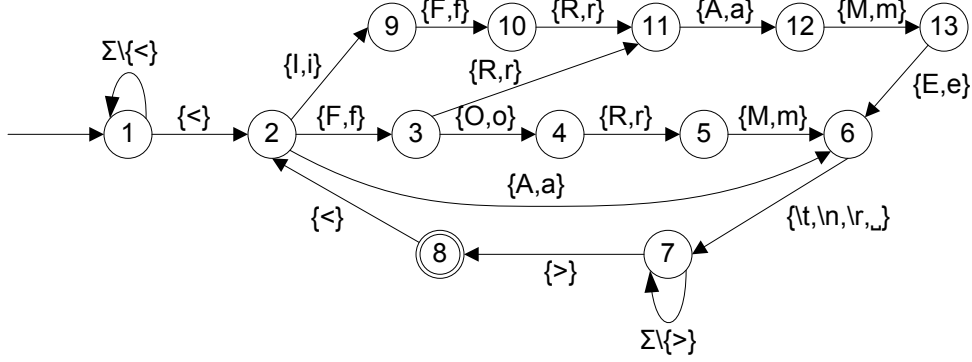 {F,f} {R,r} {A,a} {M,m}
9 10 11 12 13
Σ\{<} {I,i} {R,r} {E,e}
{<} {F,f} {O,o} {R,r} {M,m}
1 2 3 4 5 6
{A,a}
{<} {\t,\n,\r,␣}
8 7
{>}
Σ\{>}